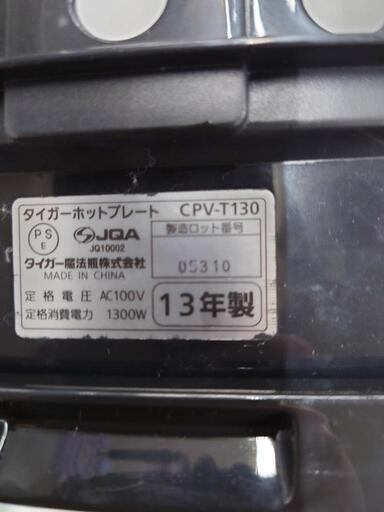 タイガーホットプレート CPV-T130
PS
E
JQA
JQ10002
製造ロット番号
05310
タイガー魔法瓶株式会社
MADE IN CHINA
定格電圧 AC100V
定格消費電力 1300W
13年製